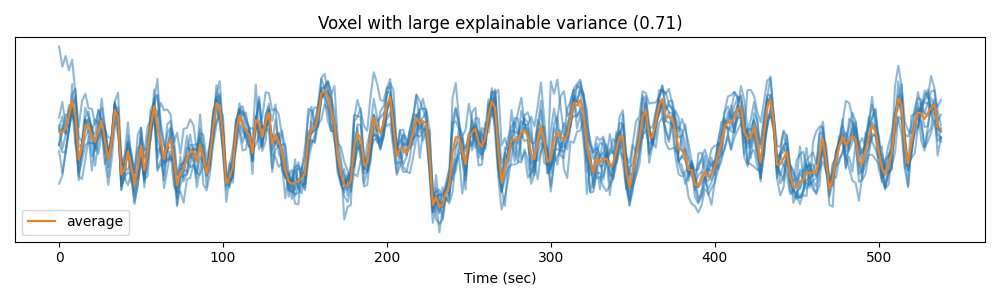 Voxel with large explainable variance (0.71)
average
0 100 200 300 400 500
Time (sec)